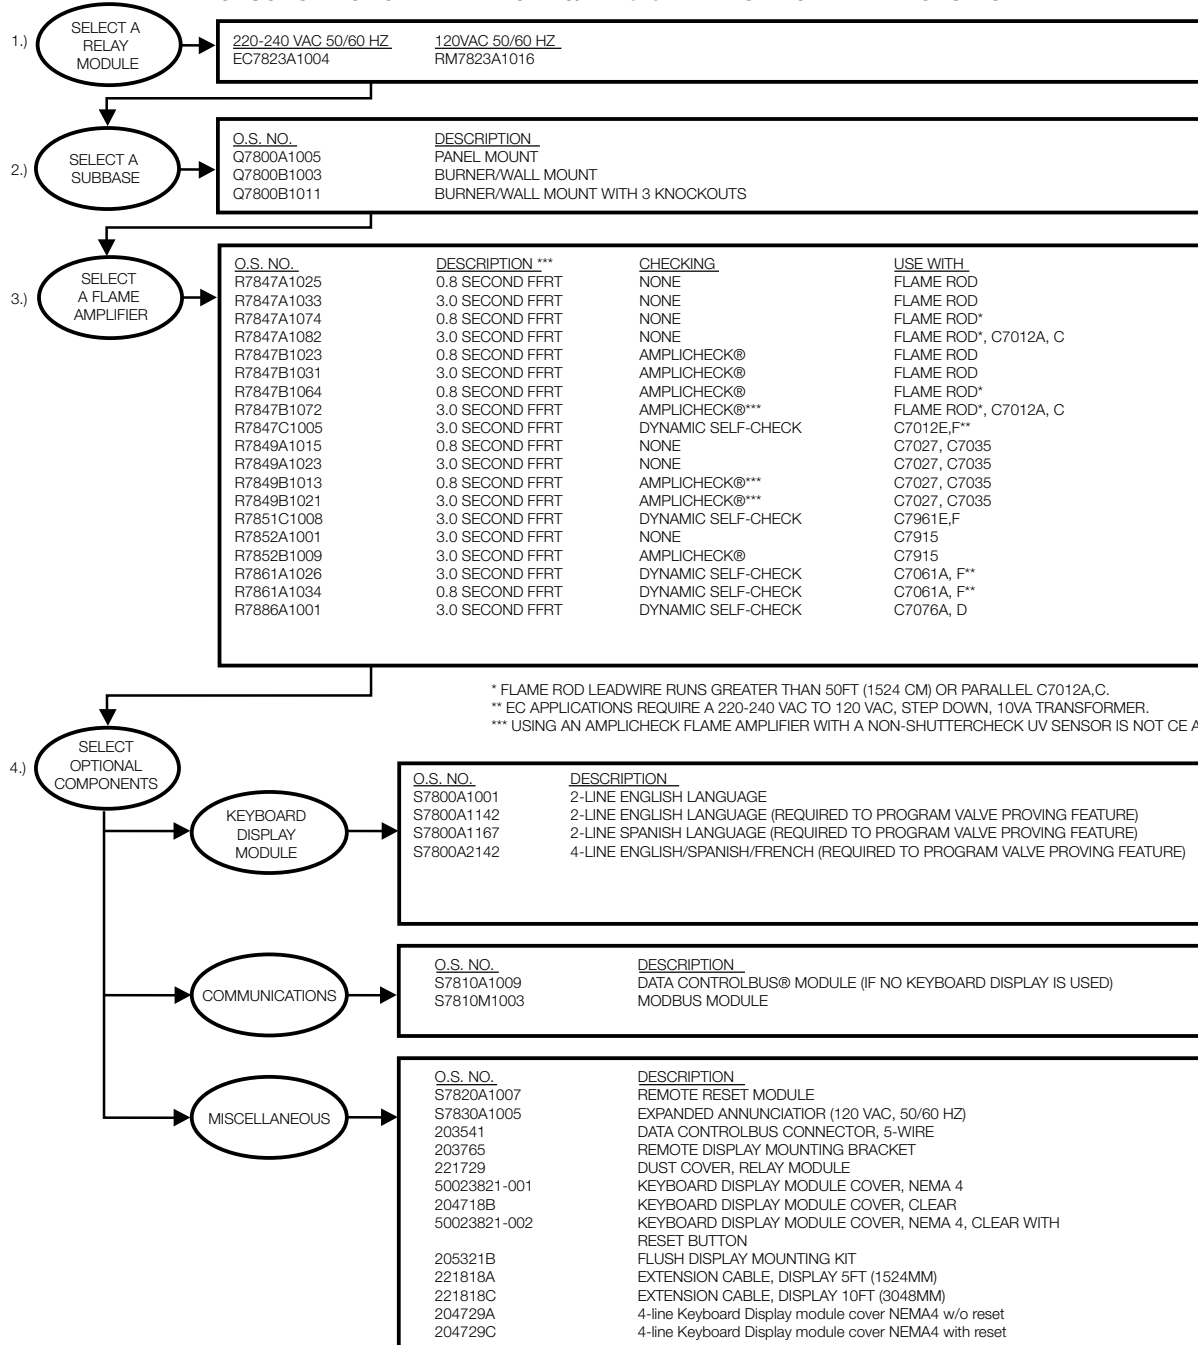 1.)
SELECT A
RELAY
MODULE
220-240 VAC 50/60 HZ 120VAC 50/60 HZ
EC7823A1004 RM7823A1016
2.)
SELECT A
SUBBASE
O.S. NO. DESCRIPTION
Q7800A1005 PANEL MOUNT
Q7800B1003 BURNER/WALL MOUNT
Q7800B1011 BURNER/WALL MOUNT WITH 3 KNOCKOUTS
3.)
SELECT
A FLAME
AMPLIFIER
O.S. NO. DESCRIPTION *** CHECKING USE WITH
R7847A1025 0.8 SECOND FFRT NONE FLAME ROD
R7847A1033 3.0 SECOND FFRT NONE FLAME ROD
R7847A1074 0.8 SECOND FFRT NONE FLAME ROD*
R7847A1082 3.0 SECOND FFRT NONE FLAME ROD*, C7012A, C
R7847B1023 0.8 SECOND FFRT AMPLICHECK® FLAME ROD
R7847B1031 3.0 SECOND FFRT AMPLICHECK® FLAME ROD
R7847B1064 0.8 SECOND FFRT AMPLICHECK® FLAME ROD*
R7847B1072 3.0 SECOND FFRT AMPLICHECK®*** FLAME ROD*, C7012A, C
R7847C1005 3.0 SECOND FFRT DYNAMIC SELF-CHECK C7012E,F**
R7849A1015 0.8 SECOND FFRT NONE C7027, C7035
R7849A1023 3.0 SECOND FFRT NONE C7027, C7035
R7849B1013 0.8 SECOND FFRT AMPLICHECK®*** C7027, C7035
R7849B1021 3.0 SECOND FFRT AMPLICHECK®*** C7027, C7035
R7851C1008 3.0 SECOND FFRT DYNAMIC SELF-CHECK C7961E,F
R7852A1001 3.0 SECOND FFRT NONE C7915
R7852B1009 3.0 SECOND FFRT AMPLICHECK® C7915
R7861A1026 3.0 SECOND FFRT DYNAMIC SELF-CHECK C7061A, F**
R7861A1034 0.8 SECOND FFRT DYNAMIC SELF-CHECK C7061A, F**
R7886A1001 3.0 SECOND FFRT DYNAMIC SELF-CHECK C7076A, D
* FLAME ROD LEADWIRE RUNS GREATER THAN 50FT (1524 CM) OR PARALLEL C7012A,C.
** EC APPLICATIONS REQUIRE A 220-240 VAC TO 120 VAC, STEP DOWN, 10VA TRANSFORMER.
*** USING AN AMPLICHECK FLAME AMPLIFIER WITH A NON-SHUTTERCHECK UV SENSOR IS NOT CE A
4.)
SELECT
OPTIONAL
COMPONENTS
KEYBOARD
DISPLAY
MODULE
O.S. NO. DESCRIPTION
S7800A1001 2-LINE ENGLISH LANGUAGE
S7800A1142 2-LINE ENGLISH LANGUAGE (REQUIRED TO PROGRAM VALVE PROVING FEATURE)
S7800A1167 2-LINE SPANISH LANGUAGE (REQUIRED TO PROGRAM VALVE PROVING FEATURE)
S7800A2142 4-LINE ENGLISH/SPANISH/FRENCH (REQUIRED TO PROGRAM VALVE PROVING FEATURE)
COMMUNICATIONS
O.S. NO. DESCRIPTION
S7810A1009 DATA CONTROLBUS® MODULE (IF NO KEYBOARD DISPLAY IS USED)
S7810M1003 MODBUS MODULE
MISCELLANEOUS
O.S. NO. DESCRIPTION
S7820A1007 REMOTE RESET MODULE
S7830A1005 EXPANDED ANNUNCIATIOR (120 VAC, 50/60 HZ)
203541 DATA CONTROLBUS CONNECTOR, 5-WIRE
203765 REMOTE DISPLAY MOUNTING BRACKET
221729 DUST COVER, RELAY MODULE
50023821-001 KEYBOARD DISPLAY MODULE COVER, NEMA 4
204718B KEYBOARD DISPLAY MODULE COVER, CLEAR
50023821-002 KEYBOARD DISPLAY MODULE COVER, NEMA 4, CLEAR WITH
RESET BUTTON
205321B FLUSH DISPLAY MOUNTING KIT
221818A EXTENSION CABLE, DISPLAY 5FT (1524MM)
221818C EXTENSION CABLE, DISPLAY 10FT (3048MM)
204729A 4-line Keyboard Display module cover NEMA4 w/o reset
204729C 4-line Keyboard Display module cover NEMA4 with reset